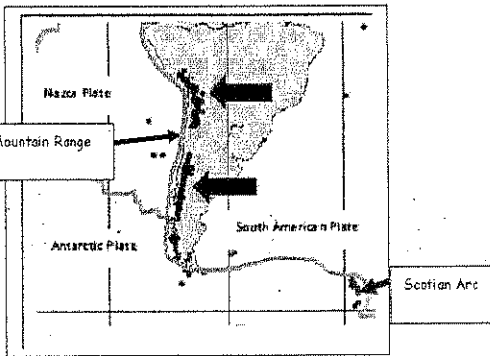 Nazca Plate
Mountain Range
South American Plate
Antarctic Plate
Scotian Arc